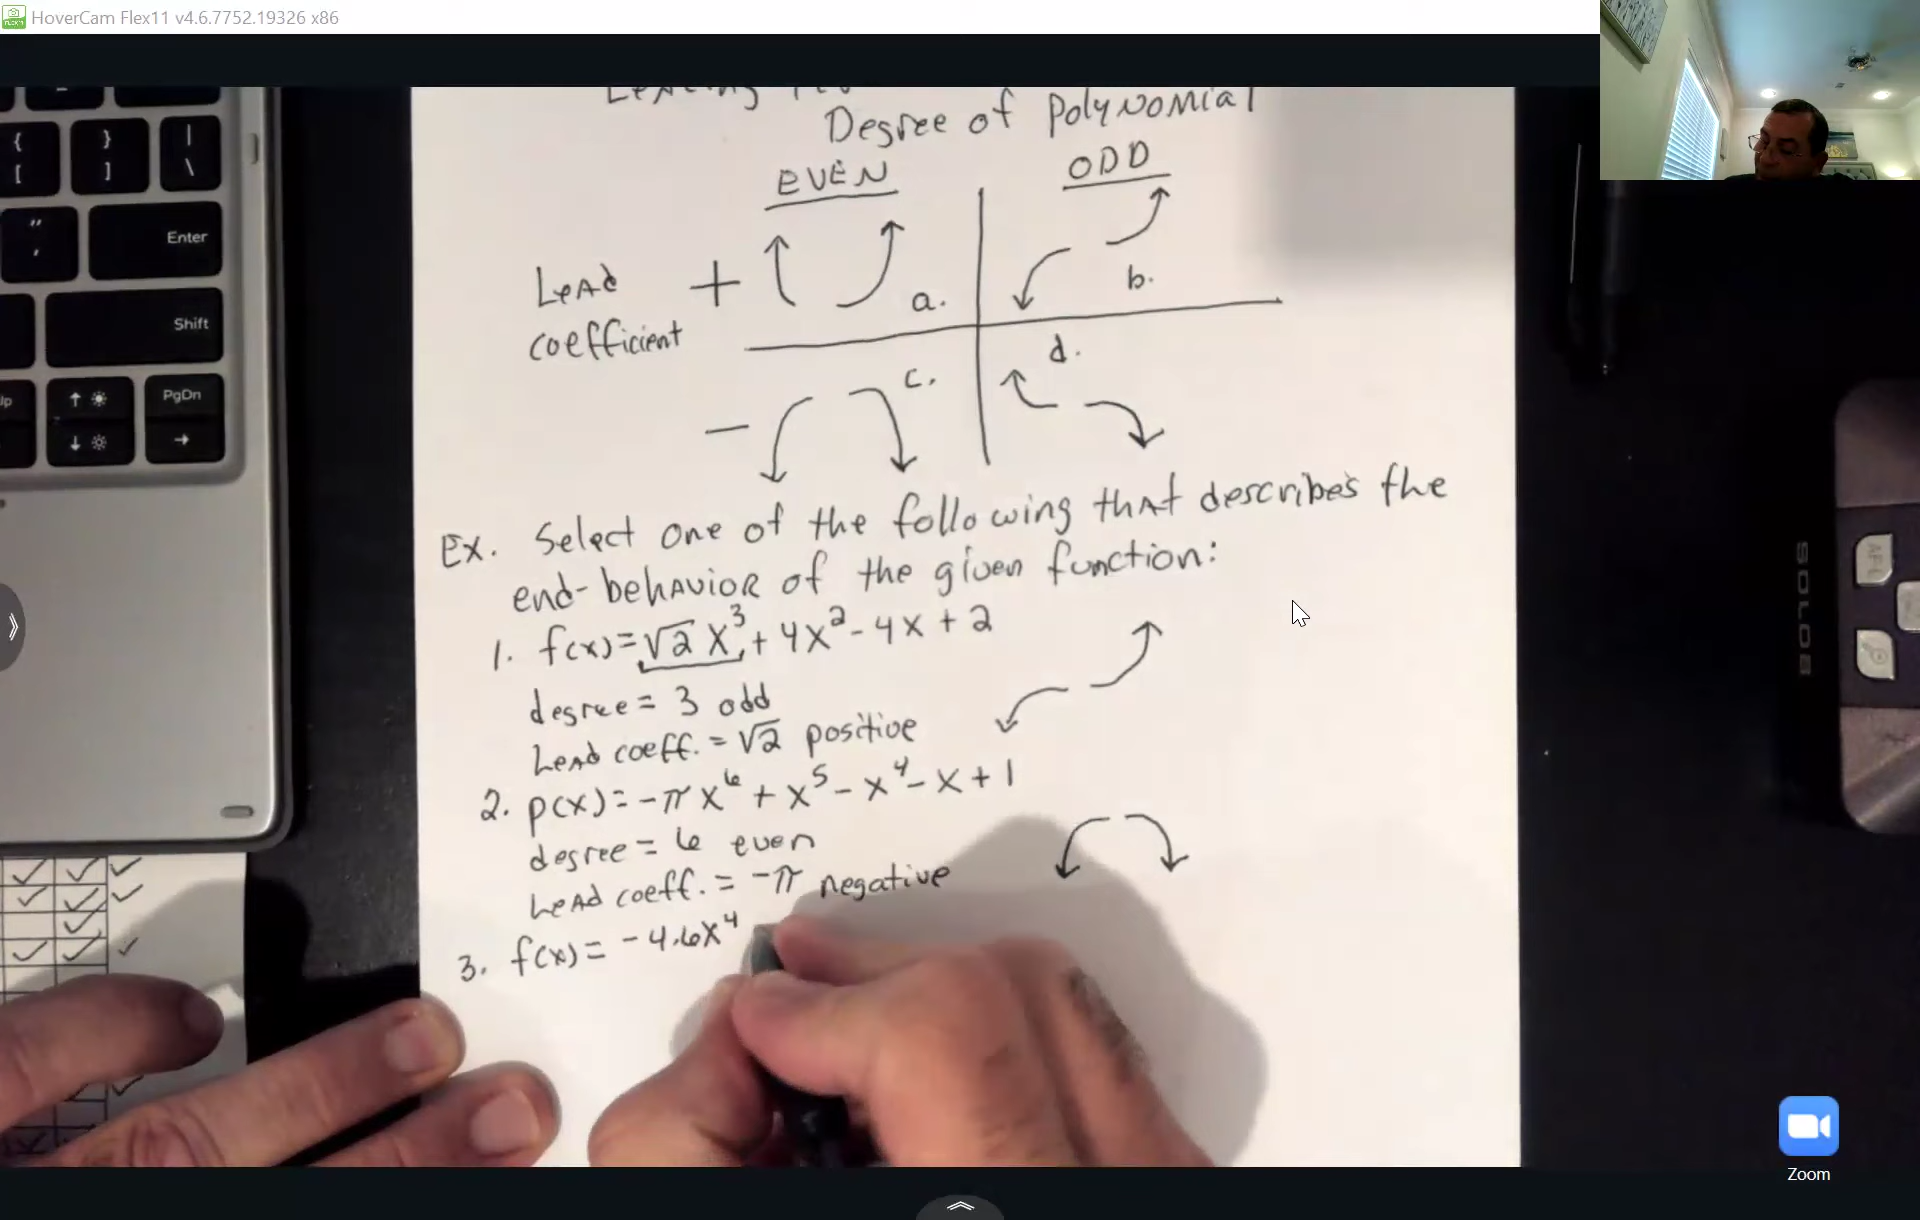 HoverCam Flex11 v4.6.7752.19326 x86
Degree of Polynomial
EVEN
ODD
Lead
coefficient
+
a.
b.
-
c.
d.
Ex. Select one of the following that describes the
end-behavior of the given function:
1. f(x)=√2 x³ + 4x² - 4x + 2
degree = 3 odd
Lead coeff. = √2 positive
2. p(x) = -πx⁶ + x⁵ - x⁴ - x + 1
degree = 6 even
Lead coeff. = -π negative
3. f(x) = -4.6x⁴
{
[
}
]
|
\
"
'
Enter
Shift
PgDn
SOLO8
Zoom